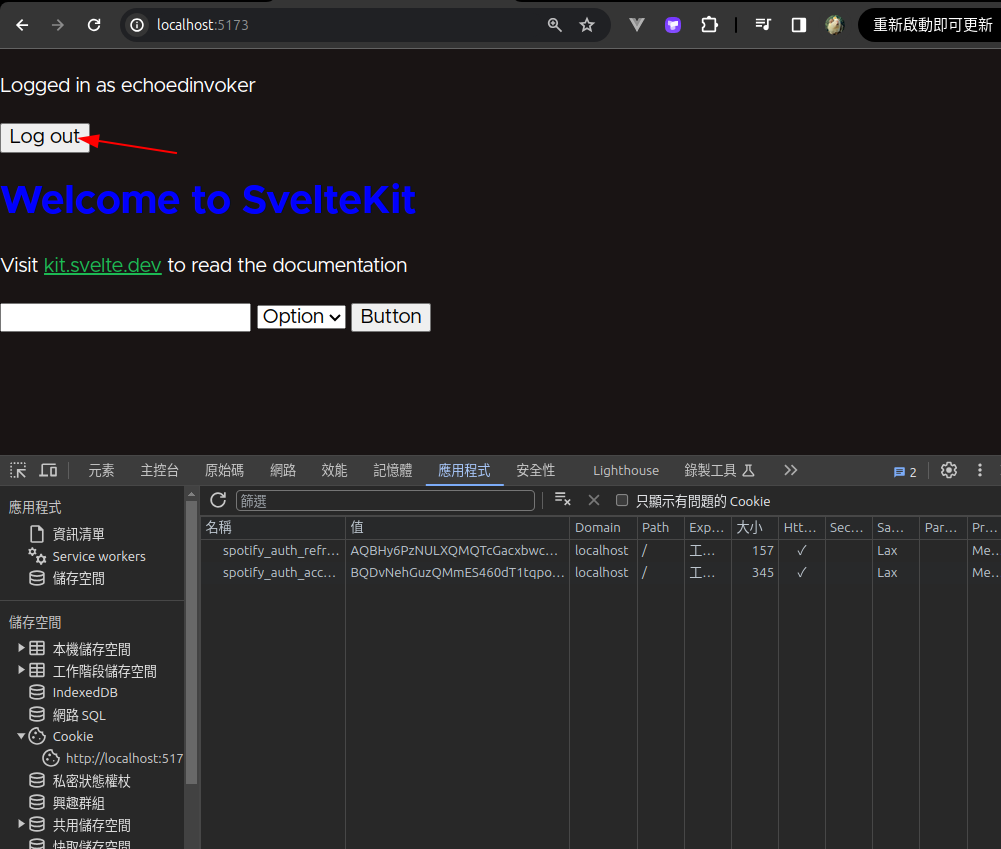 localhost:5173
重新啟動即可更新
Logged in as echoedinvoker
Log out
Welcome to SvelteKit
Visit kit.svelte.dev to read the documentation
Option Button
元素 主控台 原始碼 網路 效能 記憶體 應用程式 安全性 Lighthouse 錄製工具 2
應用程式
資訊清單
Service workers
儲存空間
儲存空間
本機儲存空間
工作階段儲存空間
IndexedDB
網路 SQL
Cookie
http://localhost:517
私密狀態權杖
興趣群組
共用儲存空間
快取儲存空間
篩選 只顯示有問題的 Cookie
名稱 值 Domain Path Exp… 大小 Htt… Sec… Sa… Par… Pr…
spotify_auth_refr… AQBHy6PzNULXQMQTcGacxbwc… localhost / 工… 157 ✓ Lax Me…
spotify_auth_acc… BQDvNehGuzQMmES460dT1tqpo… localhost / 工… 345 ✓ Lax Me…